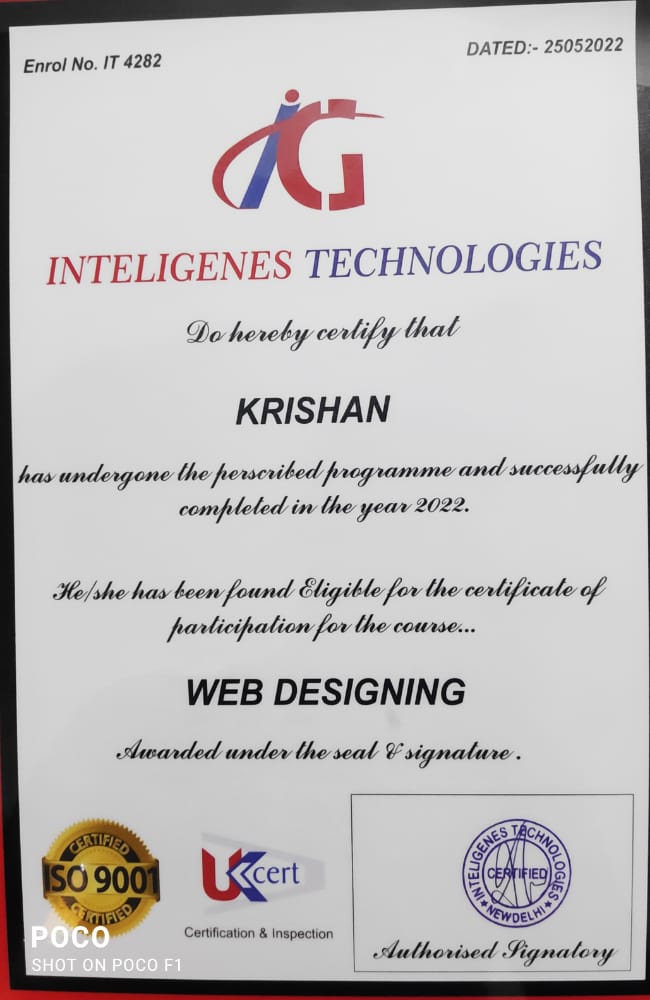 Enrol No. IT 4282
DATED:- 25052022
iG
INTELIGENES TECHNOLOGIES
Do hereby certify that
KRISHAN
has undergone the perscribed programme and successfully
completed in the year 2022.
He/she has been found Eligible for the certificate of
participation for the course...
WEB DESIGNING
Awarded under the seal & signature .
CERTIFIED
ISO 9001
CERTIFIED
UKcert
Certification & Inspection
INTELIGENES TECHNOLOGIES
CERTIFIED
★ NEWDELHI ★
Authorised Signatory
POCO
SHOT ON POCO F1